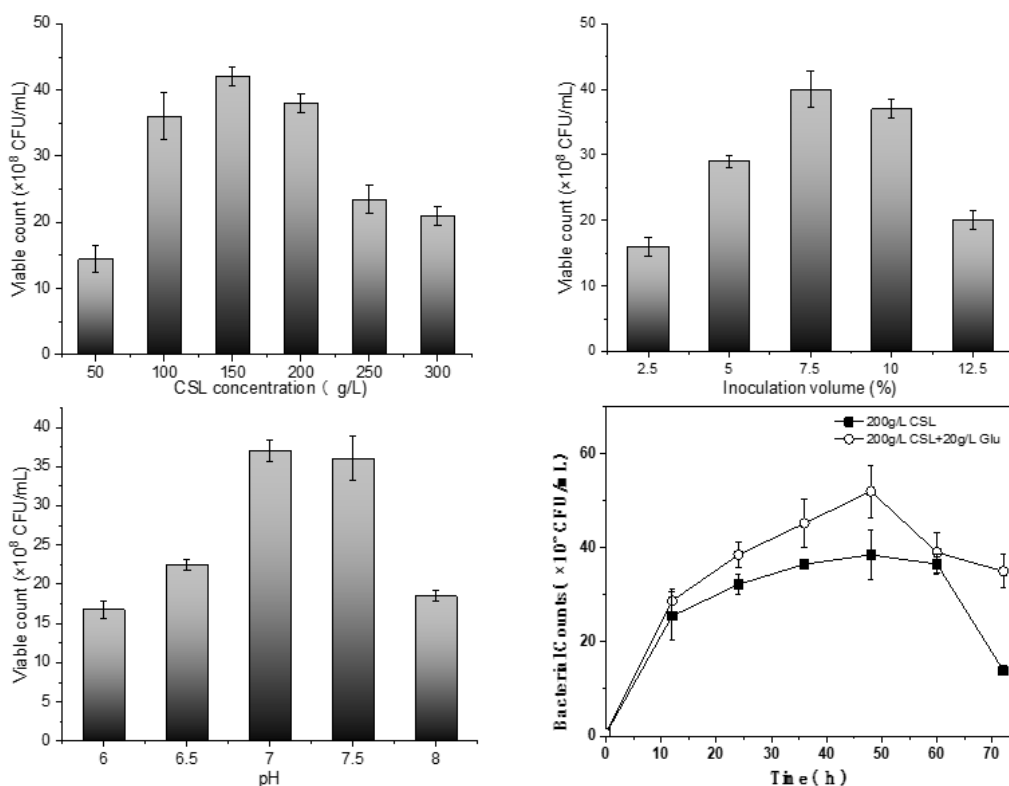 50
40
30
20
10
0
Viable count (×10⁸ CFU/mL)
50 100 150 200 250 300
CSL concentration ( g/L)
50
40
30
20
10
0
Viable count (×10⁸ CFU/mL)
2.5 5 7.5 10 12.5
Inoculation volume (%)
40
35
30
25
20
15
10
5
0
Viable count (×10⁸ CFU/mL)
6 6.5 7 7.5 8
pH
200g/L CSL
200g/L CSL+20g/L Glu
60
40
20
0
Bacterial Counts ( CFU/mL)
0 10 20 30 40 50 60 70
Time( h)